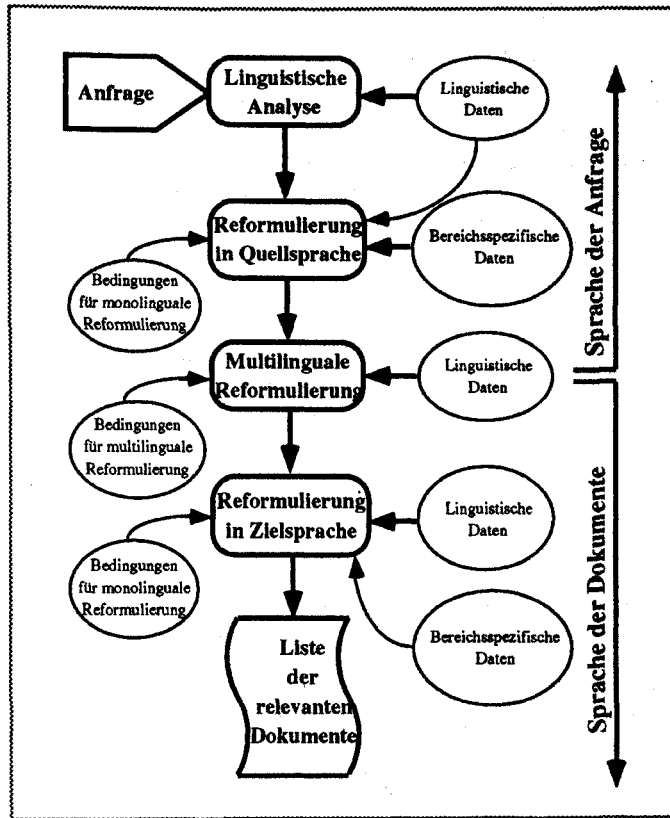 Anfrage
Linguistische
Analyse
Linguistische
Daten
Reformulierung
in Quellsprache
Bereichsspezifische
Daten
Bedingungen
für monolinguale
Reformulierung
Sprache der Anfrage
Multilinguale
Reformulierung
Linguistische
Daten
Bedingungen
für multilinguale
Reformulierung
Reformulierung
in Zielsprache
Linguistische
Daten
Bedingungen
für monolinguale
Reformulierung
Bereichsspezifische
Daten
Liste
der
relevanten
Dokumente
Sprache der Dokumente